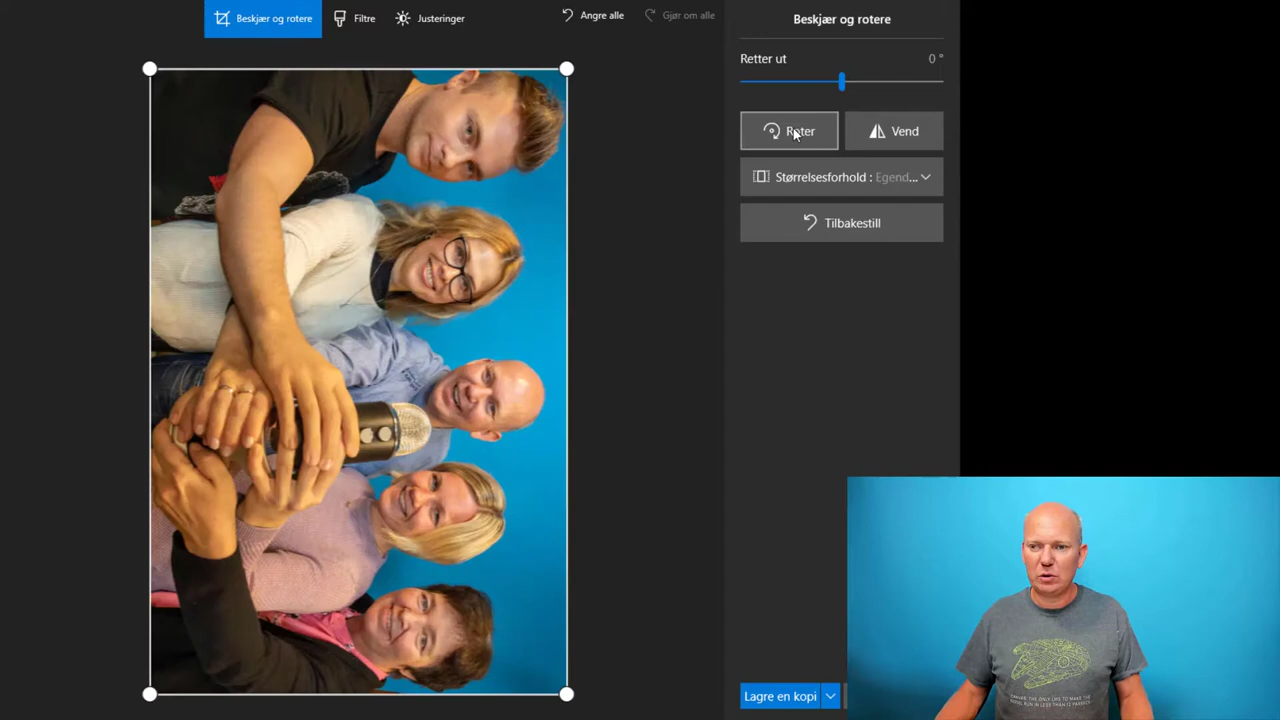 Beskjær og rotere
Filtre
Justeringer
Angre alle
Gjør om alle
Beskjær og rotere
Retter ut
0 °
Roter
Vend
Størrelsesforhold : Egend...
Tilbakestill
Lagre en kopi